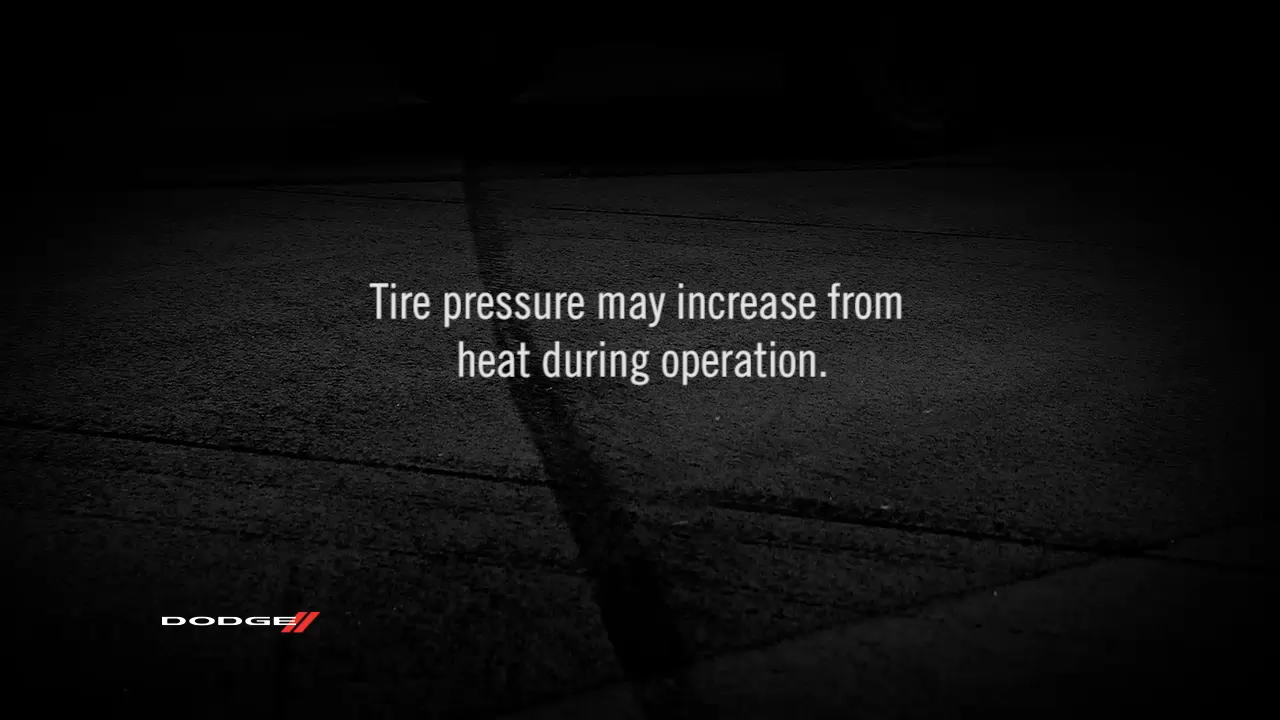 Tire pressure may increase from
heat during operation.
DODGE